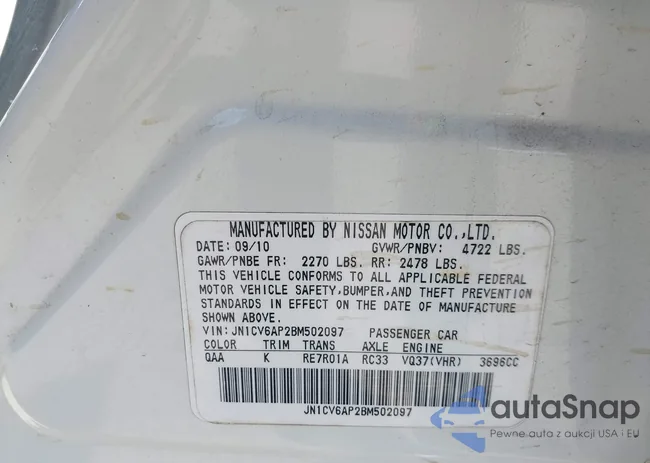 MANUFACTURED BY NISSAN MOTOR CO.,LTD.
DATE: 09/10 GVWR/PNBV: 4722 LBS.
GAWR/PNBE FR: 2270 LBS. RR: 2478 LBS.
THIS VEHICLE CONFORMS TO ALL APPLICABLE FEDERAL
MOTOR VEHICLE SAFETY,BUMPER,AND THEFT PREVENTION
STANDARDS IN EFFECT ON THE DATE OF MANUFACTURE
SHOWN ABOVE.
VIN: JN1CV6AP2BM502097 PASSENGER CAR
COLOR TRIM TRANS AXLE ENGINE
QAA K RE7R01A RC33 VQ37(VHR) 3696CC
JN1CV6AP2BM502097
autoSnap
Pewne auta z aukcji USA i EU